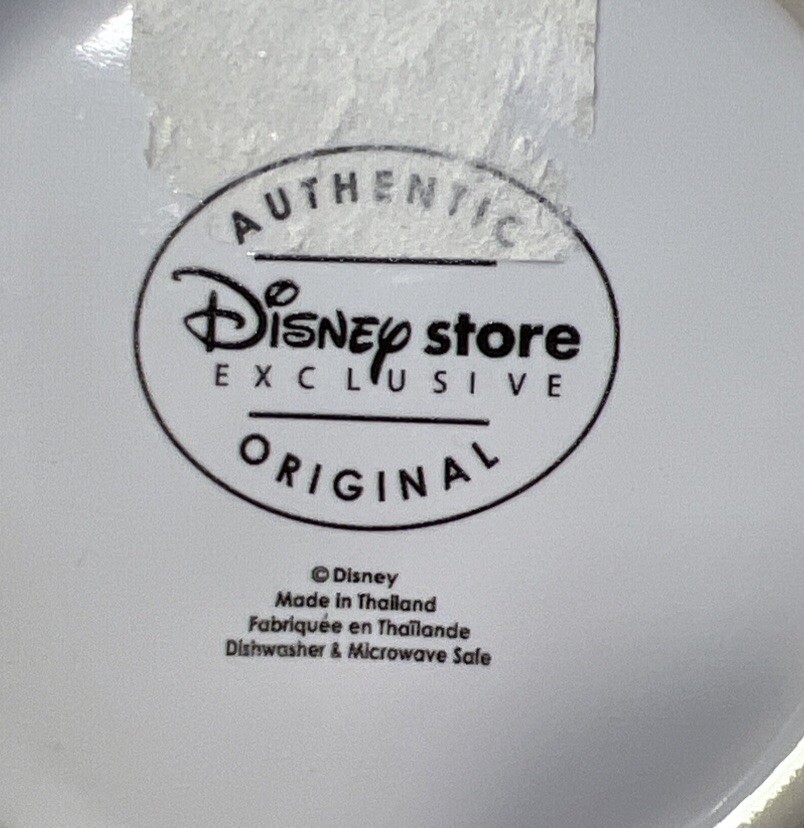 AUTHENTIC
Disney store
EXCLUSIVE
ORIGINAL
© Disney
Made in Thailand
Fabriquée en Thaïlande
Dishwasher & Microwave Safe